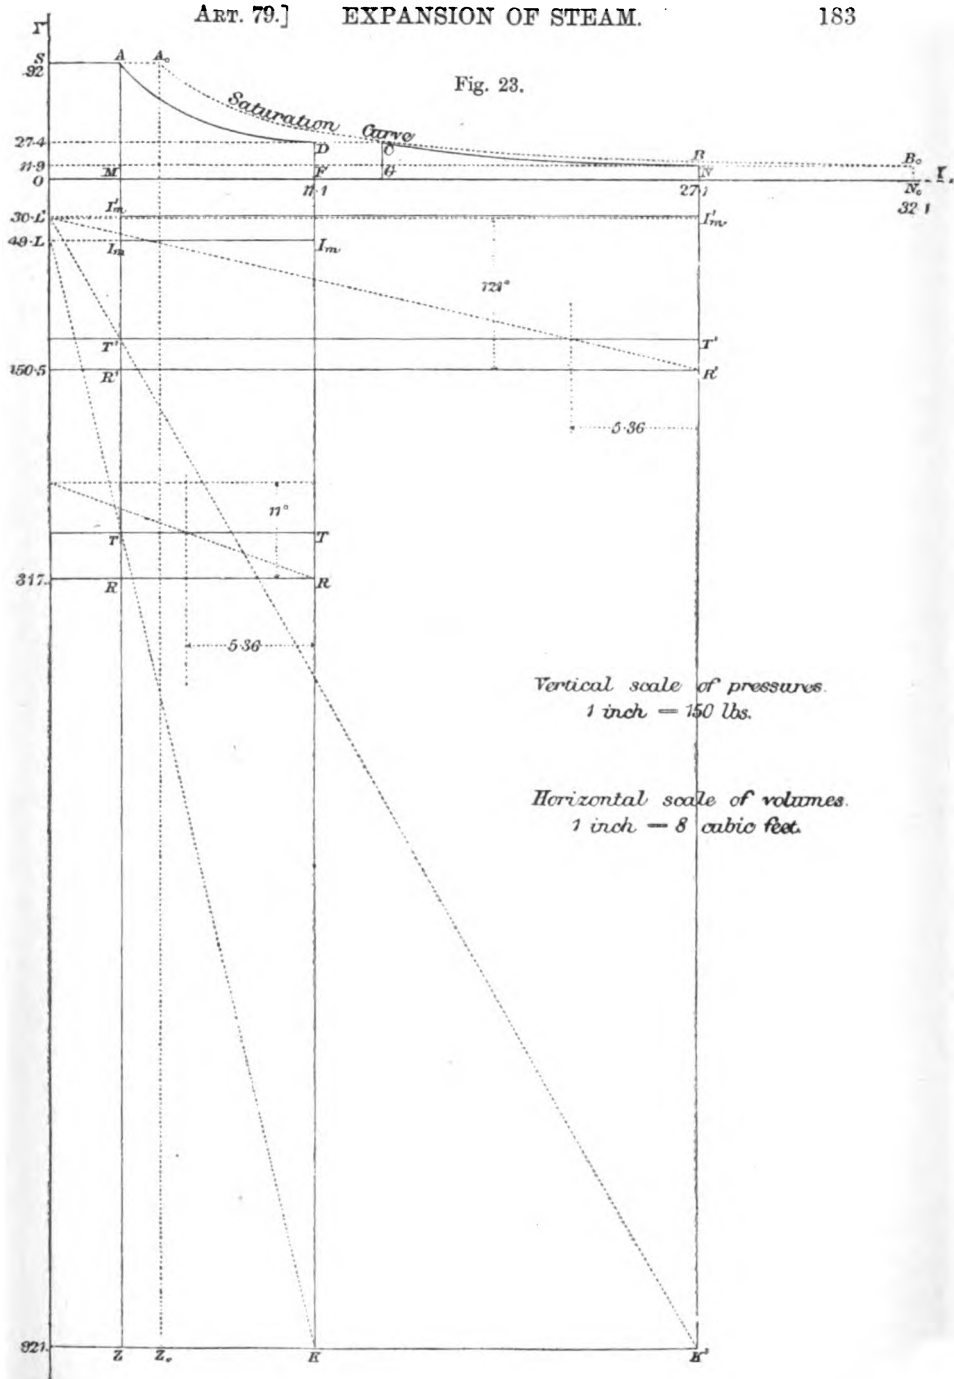 ART. 79.] EXPANSION OF STEAM. 183
Y
S A A₀
·92
Fig. 23.
Saturation Curve
27·4 D C
11·9 B B₀
O M F G N N₀
11·1 27·1 32·1
30·L' I'm I'm
49·L Im Im
121°
T' T'
150·5 R' R'
5·36
77°
T T
317. R R
5·36
Vertical scale of pressures.
1 inch = 150 lbs.
Horizontal scale of volumes.
1 inch = 8 cubic feet.
921. Z Z₀ K K'